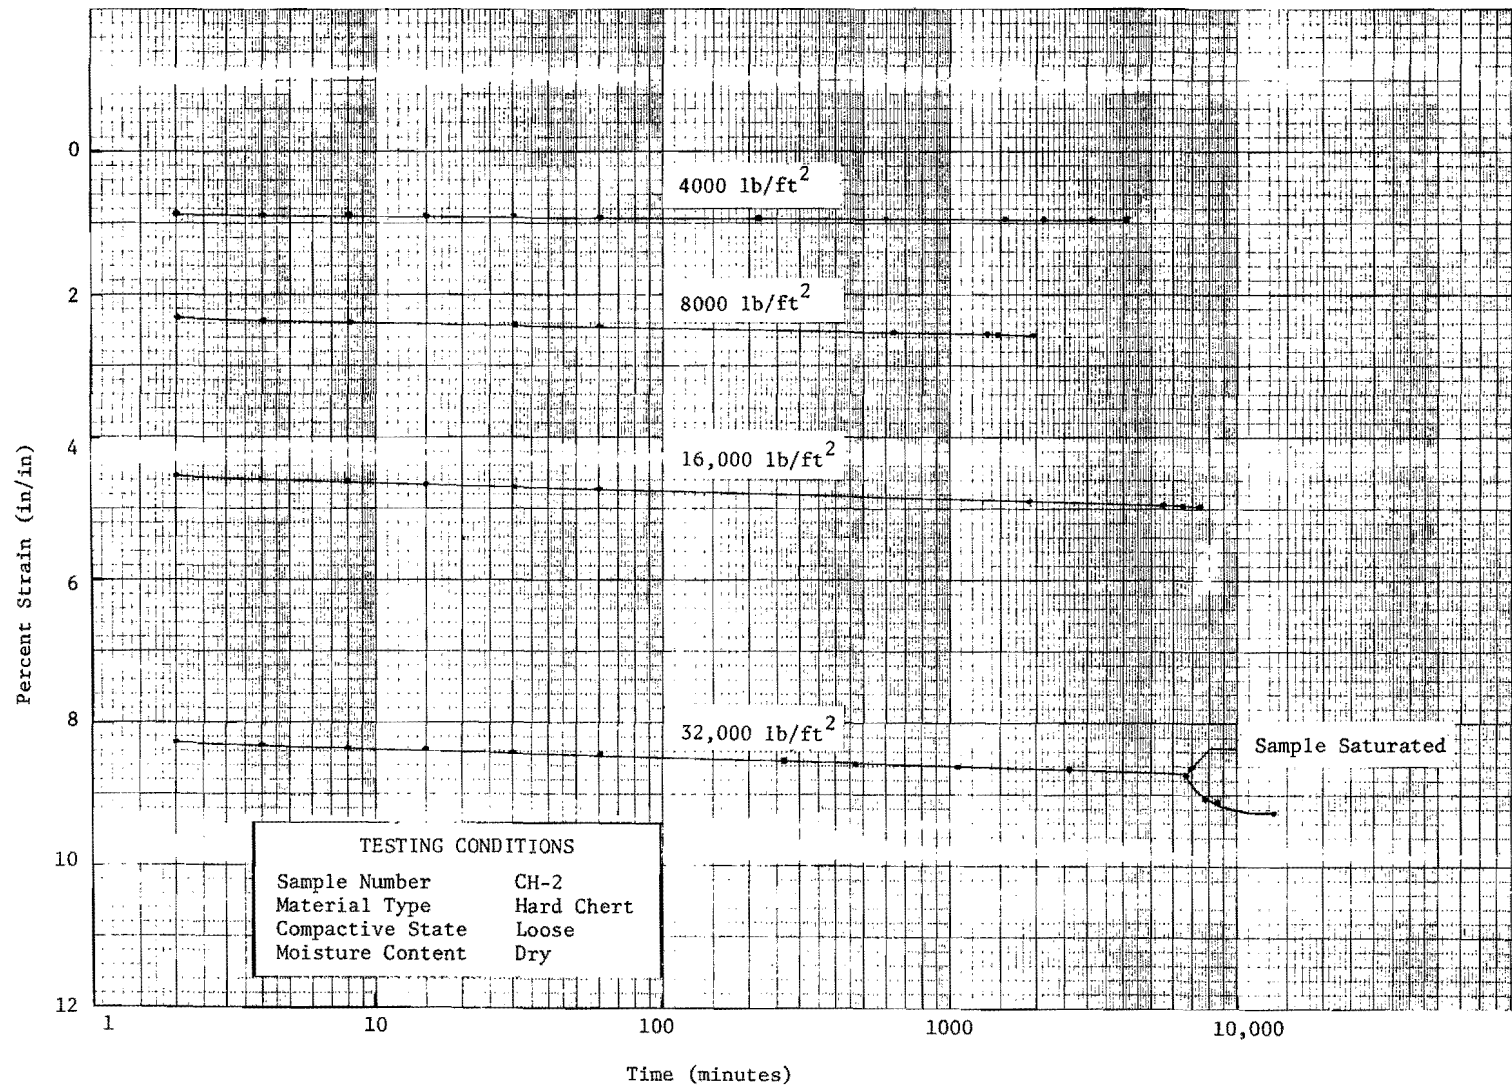 0
2
4
6
8
10
12
Percent Strain (in/in)
4000 lb/ft²
8000 lb/ft²
16,000 lb/ft²
32,000 lb/ft²
Sample Saturated
TESTING CONDITIONS
Sample Number CH-2
Material Type Hard Chert
Compactive State Loose
Moisture Content Dry
1 10 100 1000 10,000
Time (minutes)